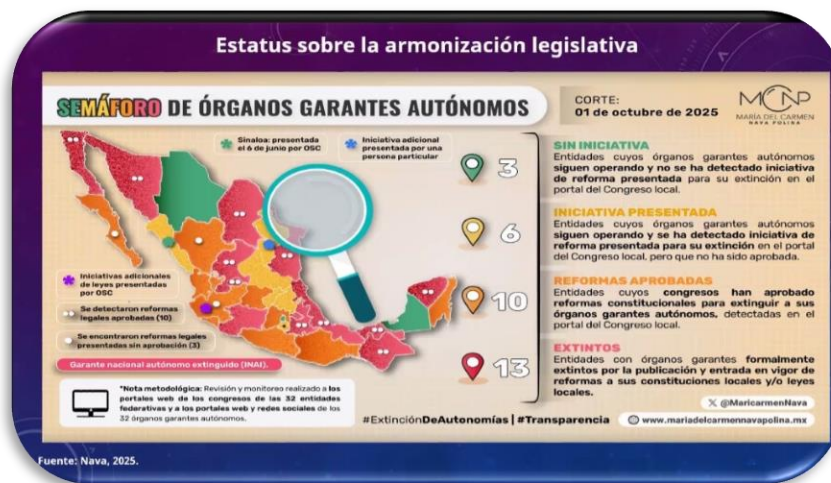 Estatus sobre la armonización legislativa
SEMÁFORO DE ÓRGANOS GARANTES AUTÓNOMOS
CORTE:
01 de octubre de 2025
MCNP
MARÍA DEL CARMEN
NAVA POLINA
Sinaloa: presentada
el 6 de junio por OSC
Iniciativa adicional
presentada por una
persona particular
Iniciativas adicionales
de leyes presentadas
por OSC
Se detectaron reformas
legales aprobadas (10)
Se encontraron reformas legales
presentadas sin aprobación (3)
Garante nacional autónomo extinguido (INAI).
3
6
10
13
SIN INICIATIVA
Entidades cuyos órganos garantes autónomos
siguen operando y no se ha detectado iniciativa
de reforma presentada para su extinción en el
portal del Congreso local.
INICIATIVA PRESENTADA
Entidades cuyos órganos garantes autónomos
siguen operando y se ha detectado iniciativa de
reforma presentada para su extinción en el portal
del Congreso local, pero que no ha sido aprobada.
REFORMAS APROBADAS
Entidades cuyos congresos han aprobado
reformas constitucionales para extinguir a sus
órganos garantes autónomos, detectadas en el
portal del Congreso local.
EXTINTOS
Entidades con órganos garantes formalmente
extintos por la publicación y entrada en vigor de
reformas a sus constituciones locales y/o leyes
locales.
*Nota metodológica: Revisión y monitoreo realizado a los
portales web de los congresos de las 32 entidades
federativas y a los portales web y redes sociales de los
32 órganos garantes autónomos.
#ExtinciónDeAutonomías | #Transparencia
X @MaricarmenNava
www.mariadelcarmennavapolina.mx
Fuente: Nava, 2025.